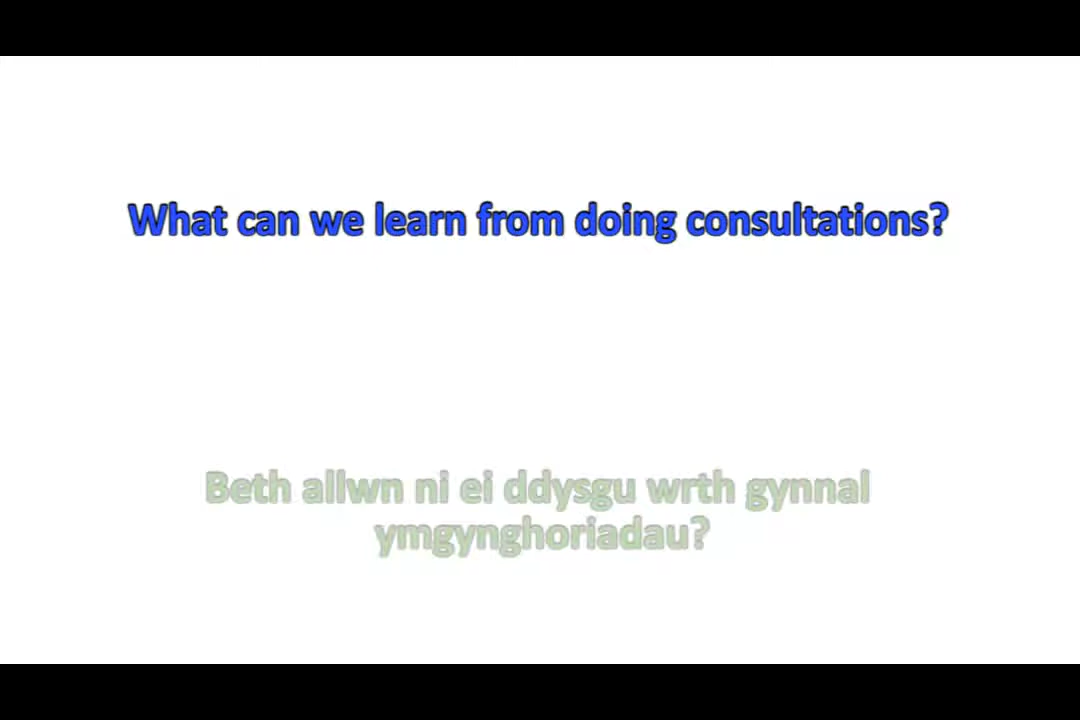 What can we learn from doing consultations?
Beth allwn ni ei ddysgu wrth gynnal
ymgynghoriadau?